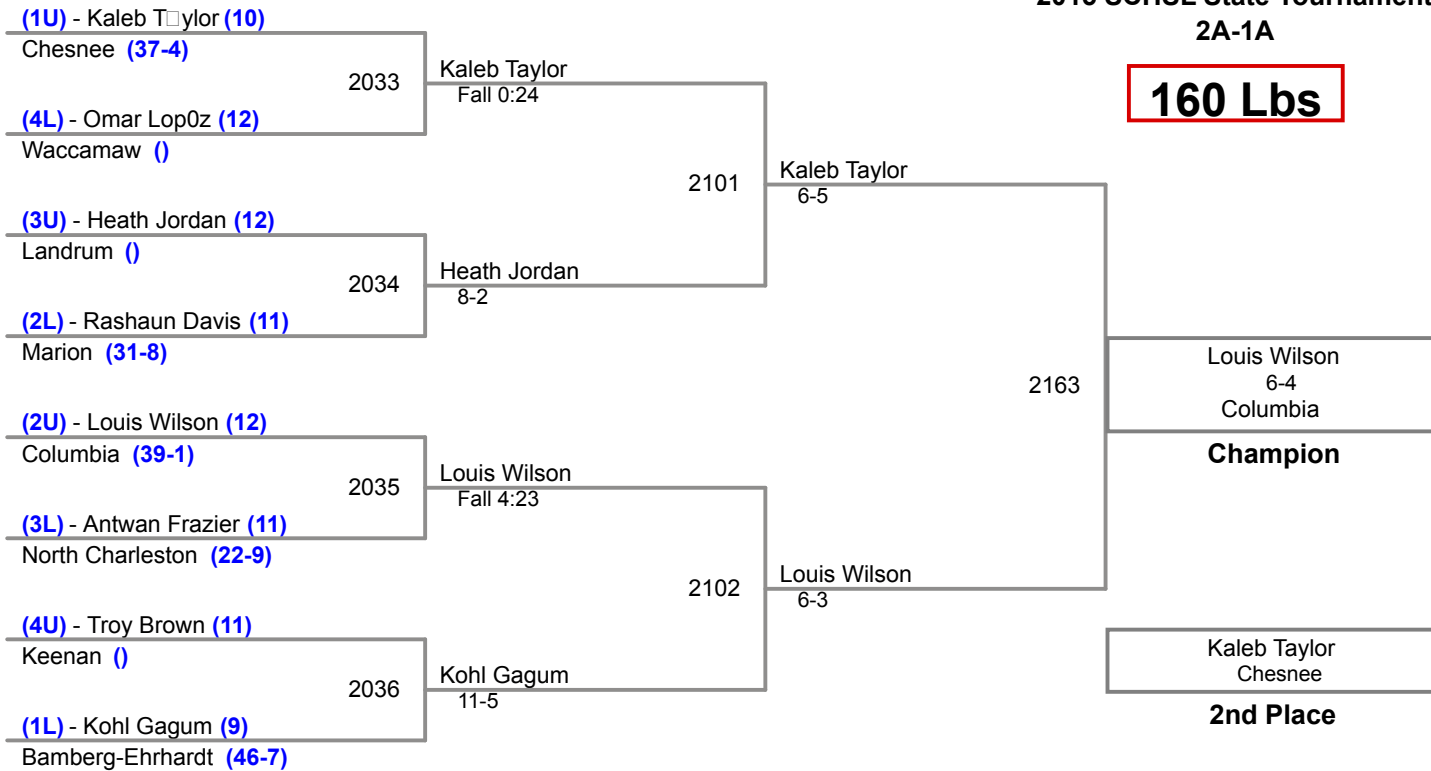 (1U) - Kaleb T□ylor (10)
Chesnee (37-4)
2033
Kaleb Taylor
Fall 0:24
(4L) - Omar Lop0z (12)
Waccamaw ()
2101
Kaleb Taylor
6-5
(3U) - Heath Jordan (12)
Landrum ()
2034
Heath Jordan
8-2
(2L) - Rashaun Davis (11)
Marion (31-8)
2163
(2U) - Louis Wilson (12)
Columbia (39-1)
2035
Louis Wilson
Fall 4:23
(3L) - Antwan Frazier (11)
North Charleston (22-9)
2102
Louis Wilson
6-3
(4U) - Troy Brown (11)
Keenan ()
2036
Kohl Gagum
11-5
(1L) - Kohl Gagum (9)
Bamberg-Ehrhardt (46-7)
State Tournament
2A-1A
160 Lbs
Louis Wilson
6-4
Columbia
Champion
Kaleb Taylor
Chesnee
2nd Place